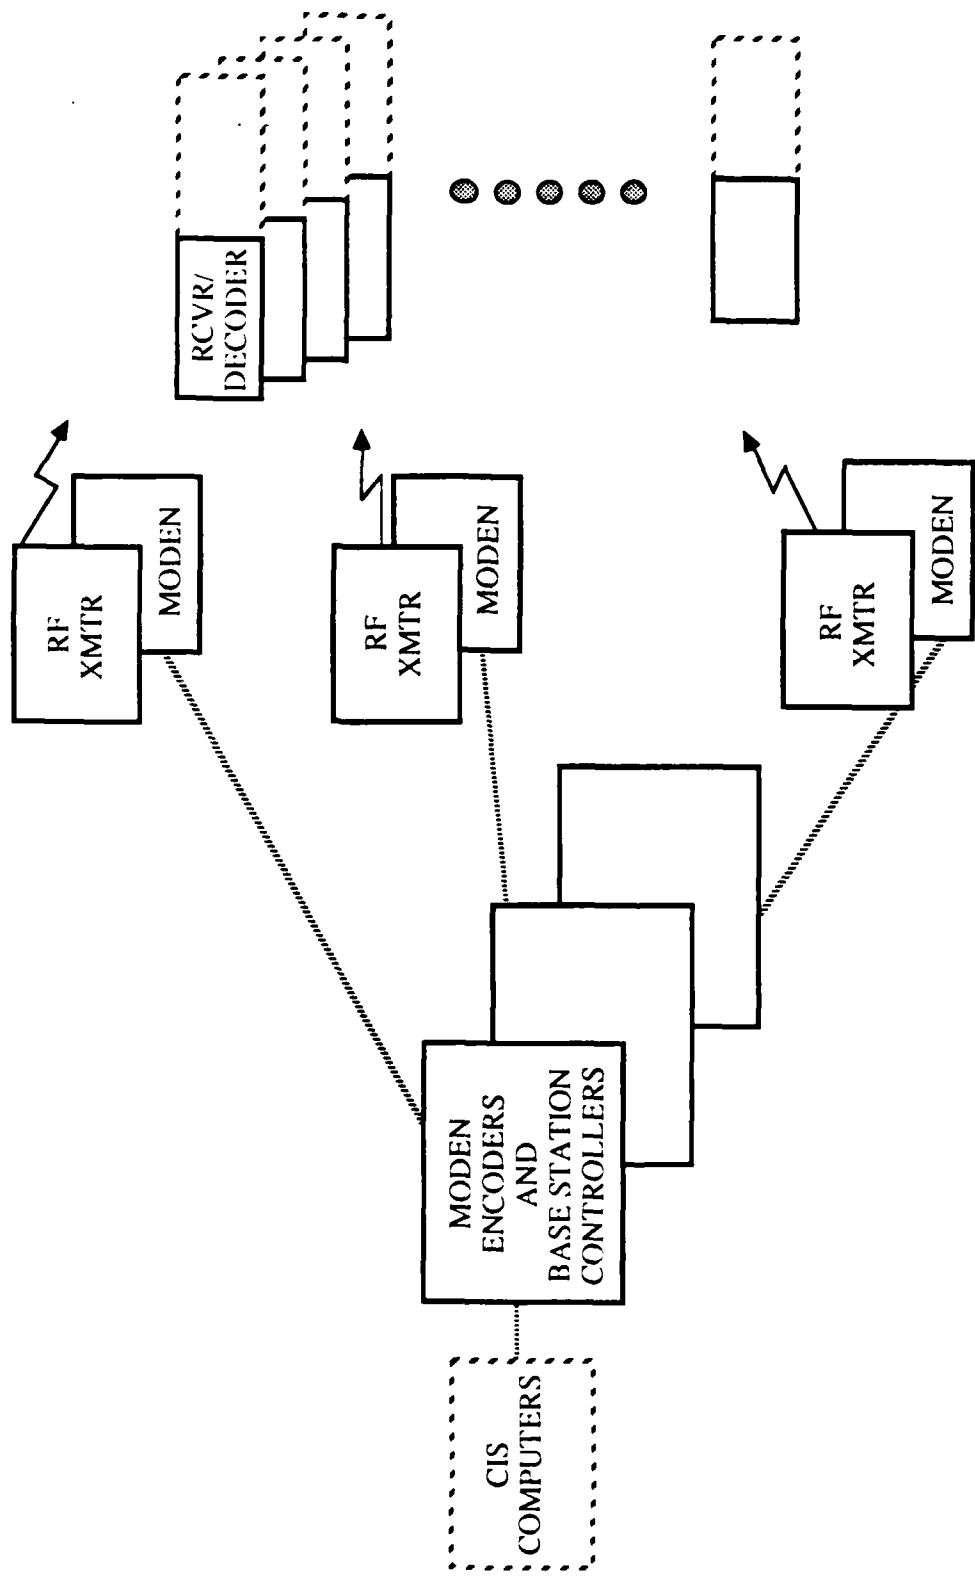 CIS
COMPUTERS
MODEN
ENCODERS
AND
BASE STATION
CONTROLLERS
RF
XMTR
MODEN
RF
XMTR
MODEN
RF
XMTR
MODEN
RCVR/
DECODER